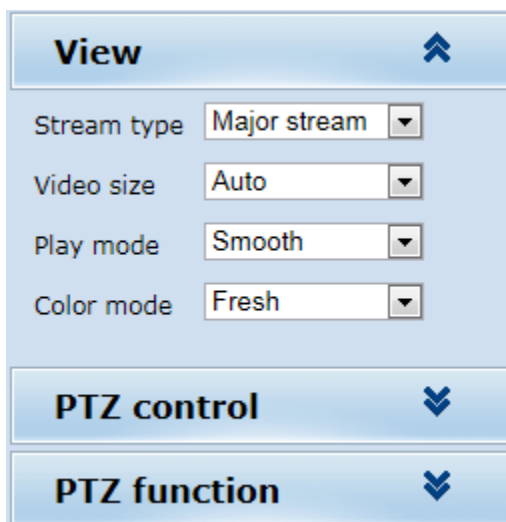 View
Stream type Major stream
Video size Auto
Play mode Smooth
Color mode Fresh
PTZ control
PTZ function